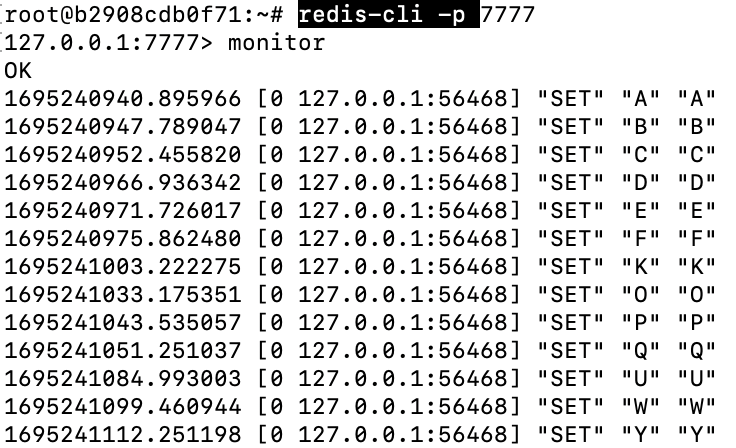 [root@b2908cdb0f71:~# redis-cli -p 7777
[127.0.0.1:7777> monitor
OK
1695240940.895966 [0 127.0.0.1:56468] "SET" "A" "A"
1695240947.789047 [0 127.0.0.1:56468] "SET" "B" "B"
1695240952.455820 [0 127.0.0.1:56468] "SET" "C" "C"
1695240966.936342 [0 127.0.0.1:56468] "SET" "D" "D"
1695240971.726017 [0 127.0.0.1:56468] "SET" "E" "E"
1695240975.862480 [0 127.0.0.1:56468] "SET" "F" "F"
1695241003.222275 [0 127.0.0.1:56468] "SET" "K" "K"
1695241033.175351 [0 127.0.0.1:56468] "SET" "O" "O"
1695241043.535057 [0 127.0.0.1:56468] "SET" "P" "P"
1695241051.251037 [0 127.0.0.1:56468] "SET" "Q" "Q"
1695241084.993003 [0 127.0.0.1:56468] "SET" "U" "U"
1695241099.460944 [0 127.0.0.1:56468] "SET" "W" "W"
1695241112.251198 [0 127.0.0.1:56468] "SET" "Y" "Y"